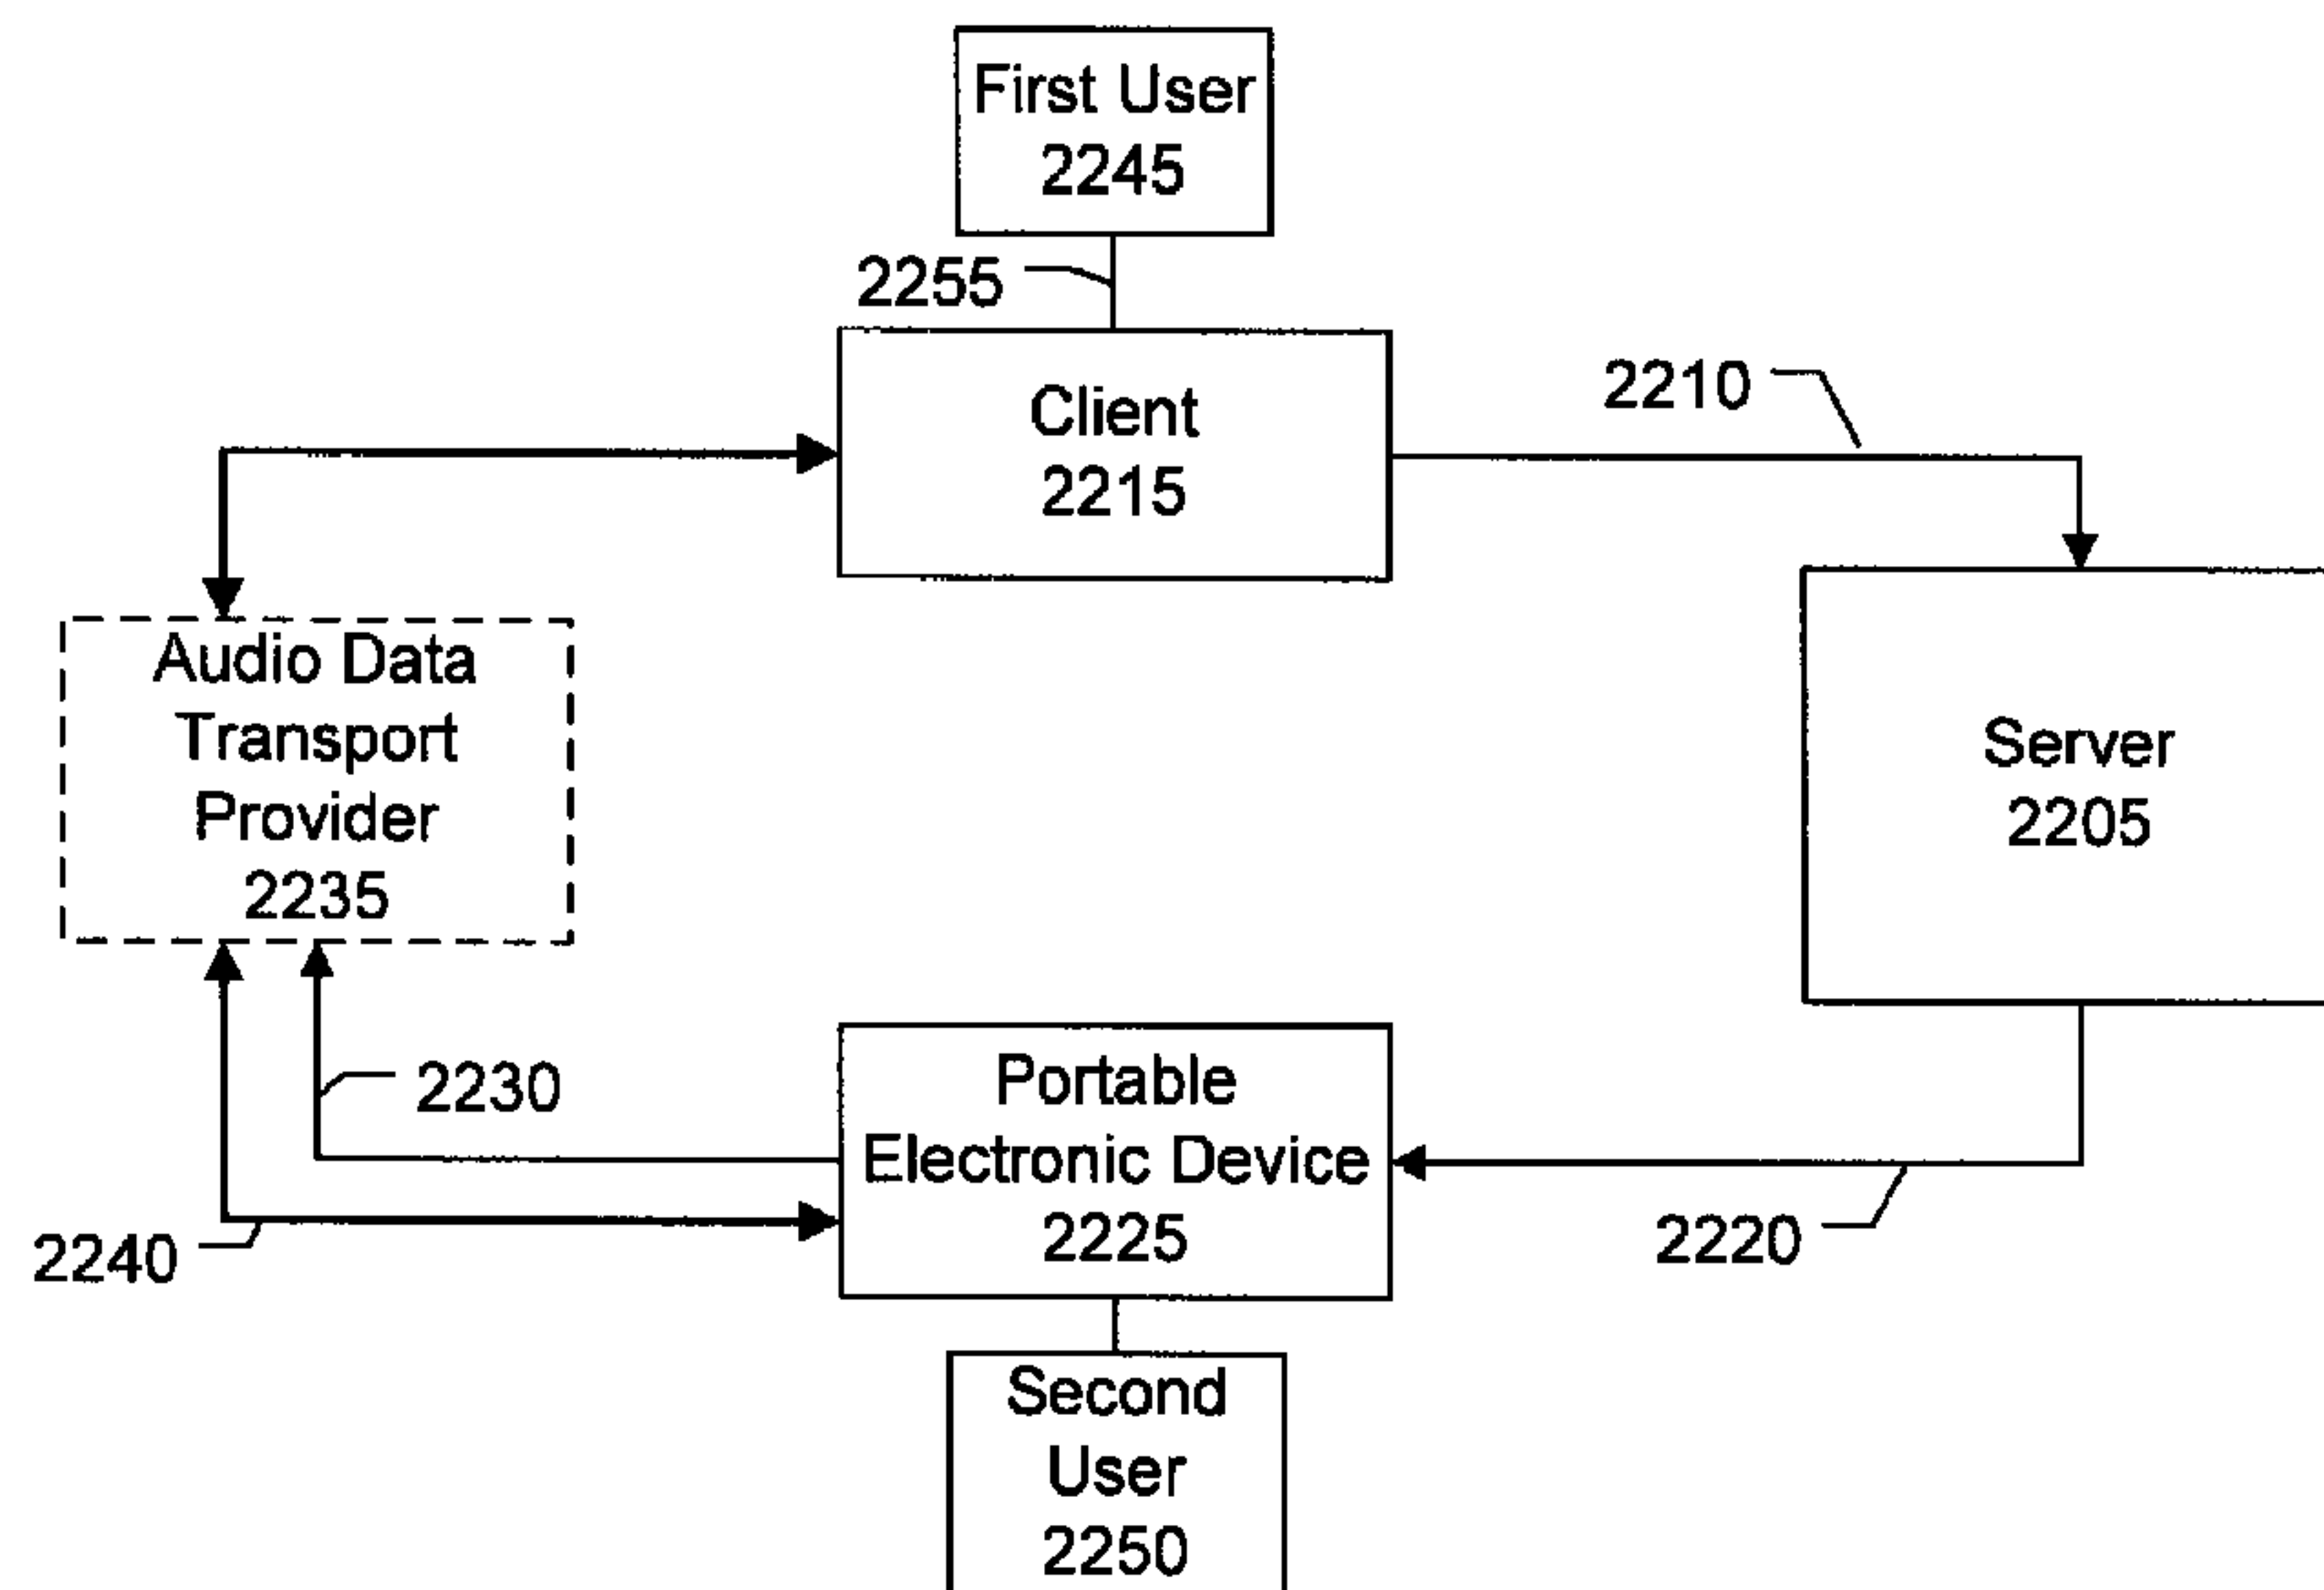 First User
2245
2255
Client
2215
2210
Audio Data
Transport
Provider
2235
Server
2205
2230
Portable
Electronic Device
2225
2240
2220
Second
User
2250